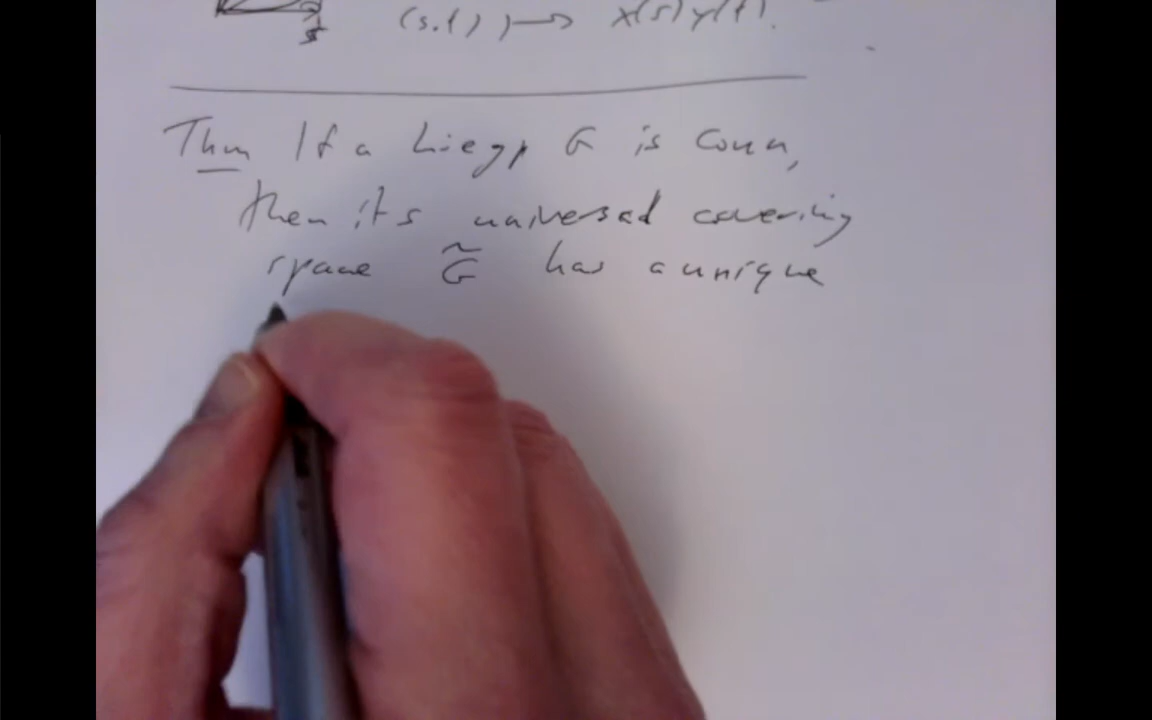 (s,t) ⟼ x(s)y(t).
s
Thm If a Lie gp G is conn,
then its universal covering
space G̃ has a unique